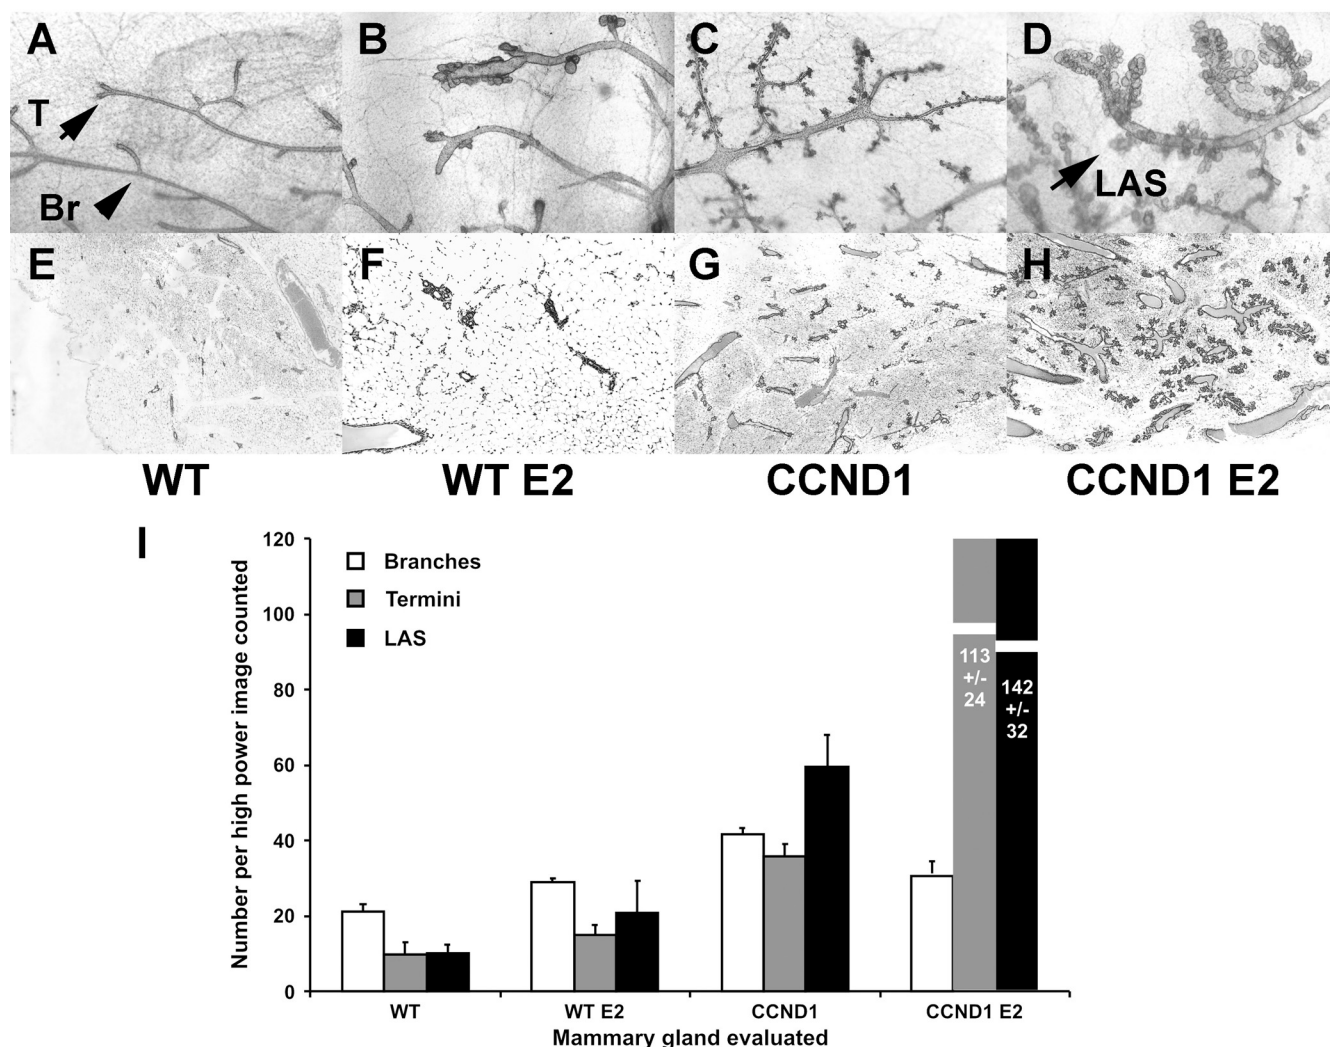 A
B
C
D
T
Br
LAS
E
F
G
H
WT
WT E2
CCND1
CCND1 E2
I
Number per high power image counted
120
100
80
60
40
20
0
Branches
Termini
LAS
113
+/-
24
142
+/-
32
WT
WT E2
CCND1
CCND1 E2
Mammary gland evaluated